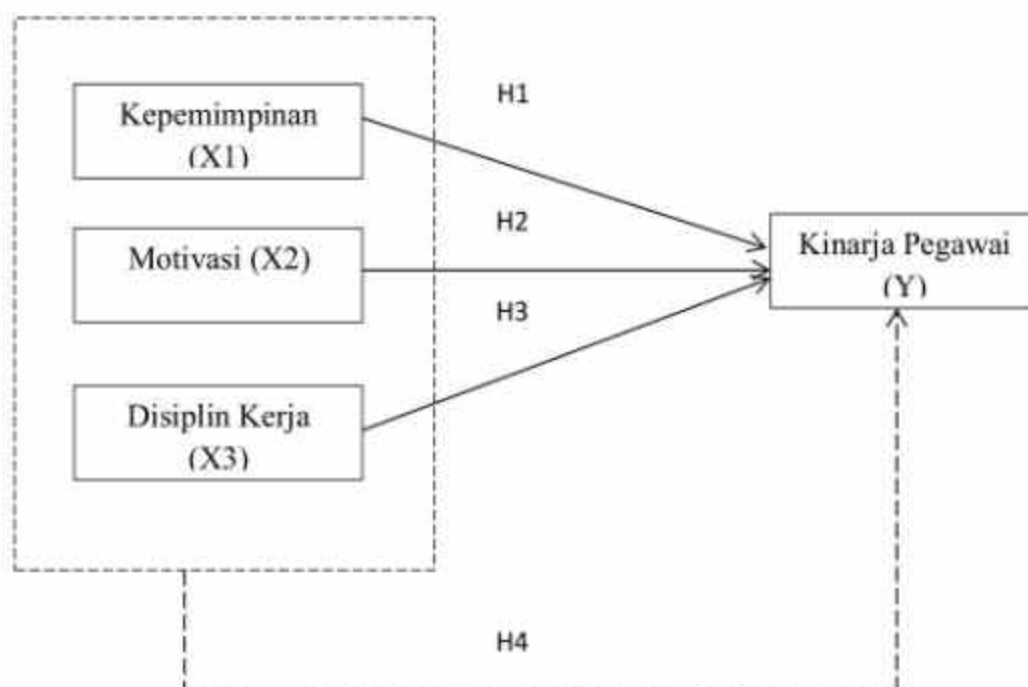 Kepemimpinan
(X1)
H1
Motivasi (X2)
H2
Kinarja Pegawai
(Y)
H3
Disiplin Kerja
(X3)
H4